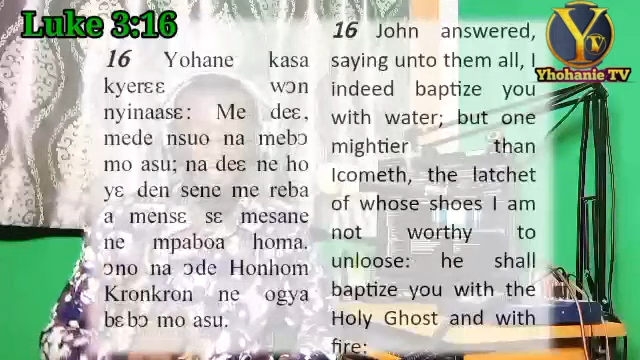 Luke 3:16
16 Yohane kasa
kyerɛɛ wɔn
nyinaasɛ: Me deɛ,
mede nsuo na mebɔ
mo asu; na deɛ ne ho
yɛ den sene me reba
a mensɛ sɛ mesane
ne mpaboa homa.
ɔno na ɔde Honhom
Kronkron ne ogya
bɛbɔ mo asu.
16 John answered,
saying unto them all, I
indeed baptize you
with water; but one
mightier than
Icometh, the latchet
of whose shoes I am
not worthy to
unloose: he shall
baptize you with the
Holy Ghost and with
fire:
Y TV
Yhohanie TV